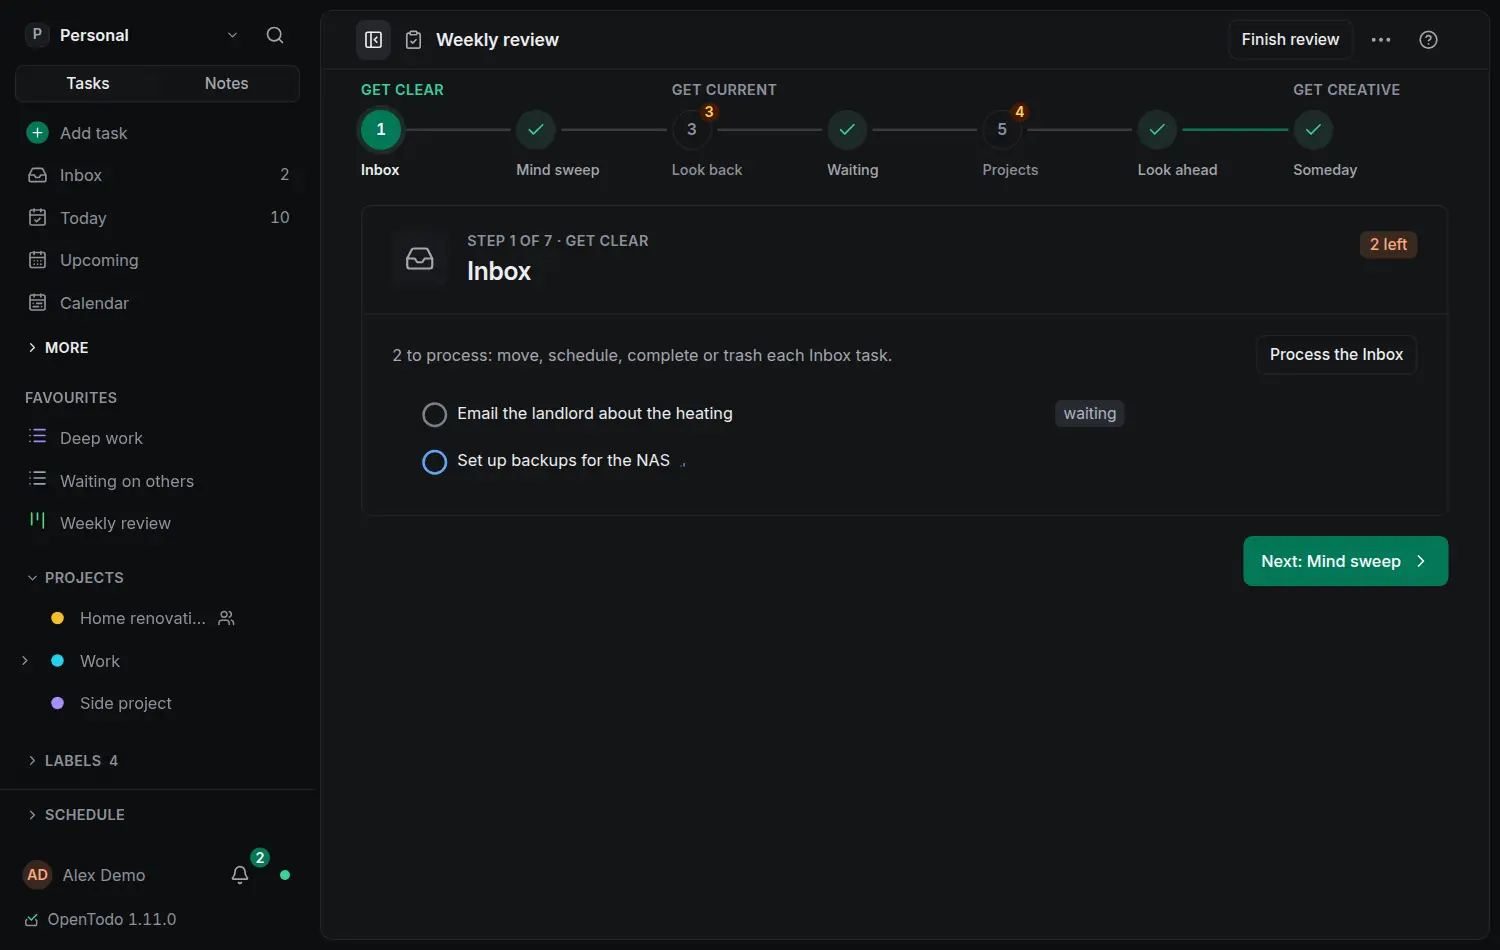 P Personal
Tasks Notes
Add task
Inbox 2
Today 10
Upcoming
Calendar
MORE
FAVOURITES
Deep work
Waiting on others
Weekly review
PROJECTS
Home renovati...
Work
Side project
LABELS 4
SCHEDULE
AD Alex Demo 2
OpenTodo 1.11.0
Weekly review
Finish review
GET CLEAR GET CURRENT GET CREATIVE
1 3 3 5 4
Inbox Mind sweep Look back Waiting Projects Look ahead Someday
STEP 1 OF 7 · GET CLEAR
Inbox
2 left
2 to process: move, schedule, complete or trash each Inbox task.
Process the Inbox
Email the landlord about the heating waiting
Set up backups for the NAS
Next: Mind sweep